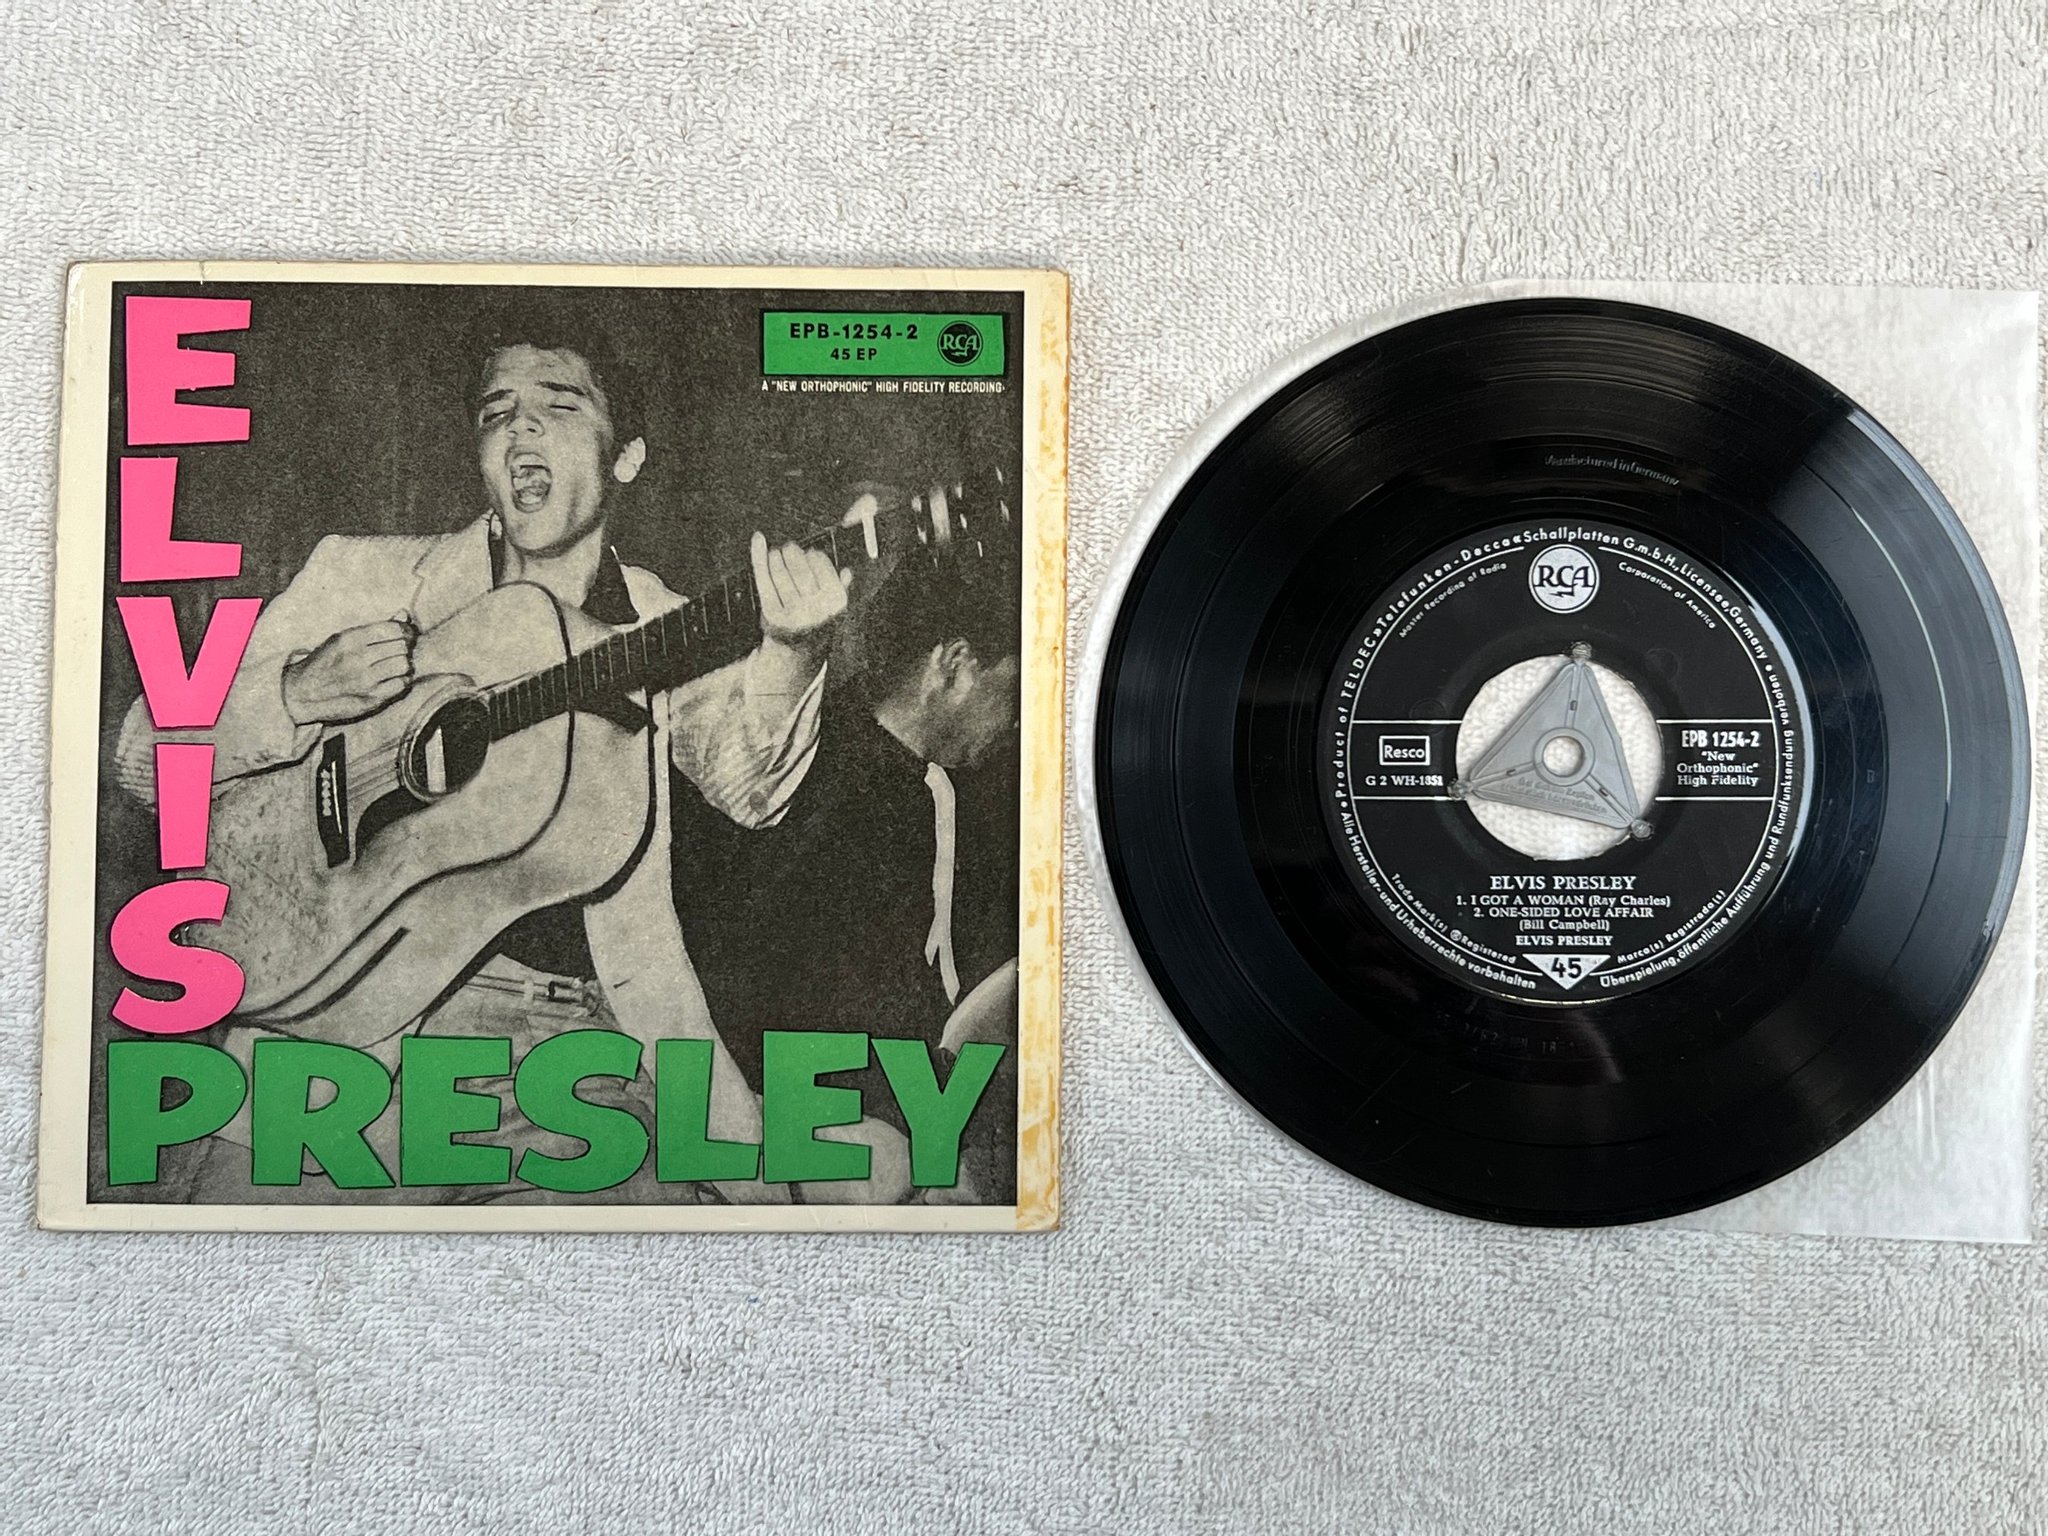 ELVIS
PRESLEY
EPB-1254-2
45 EP
RCA
A "NEW ORTHOPHONIC" HIGH FIDELITY RECORDING
Manufactured in Germany
Product of TELDEC »Telefunken-Decca« Schallplatten G.m.b.H., Licensee, Germany •
Alle Hersteller- und Urheberrechte vorbehalten
Überspielung, öffentliche Aufführung und Rundfunksendung verboten
Master Recording of Radio
Corporation of America
RCA
Resco
G 2 WH-1351
EPB 1254-2
"New
Orthophonic"
High Fidelity
ELVIS PRESLEY
1. I GOT A WOMAN (Ray Charles)
2. ONE-SIDED LOVE AFFAIR
(Bill Campbell)
ELVIS PRESLEY
Trade Mark(s) ® Registered
Marca(s) Registrada(s)
45